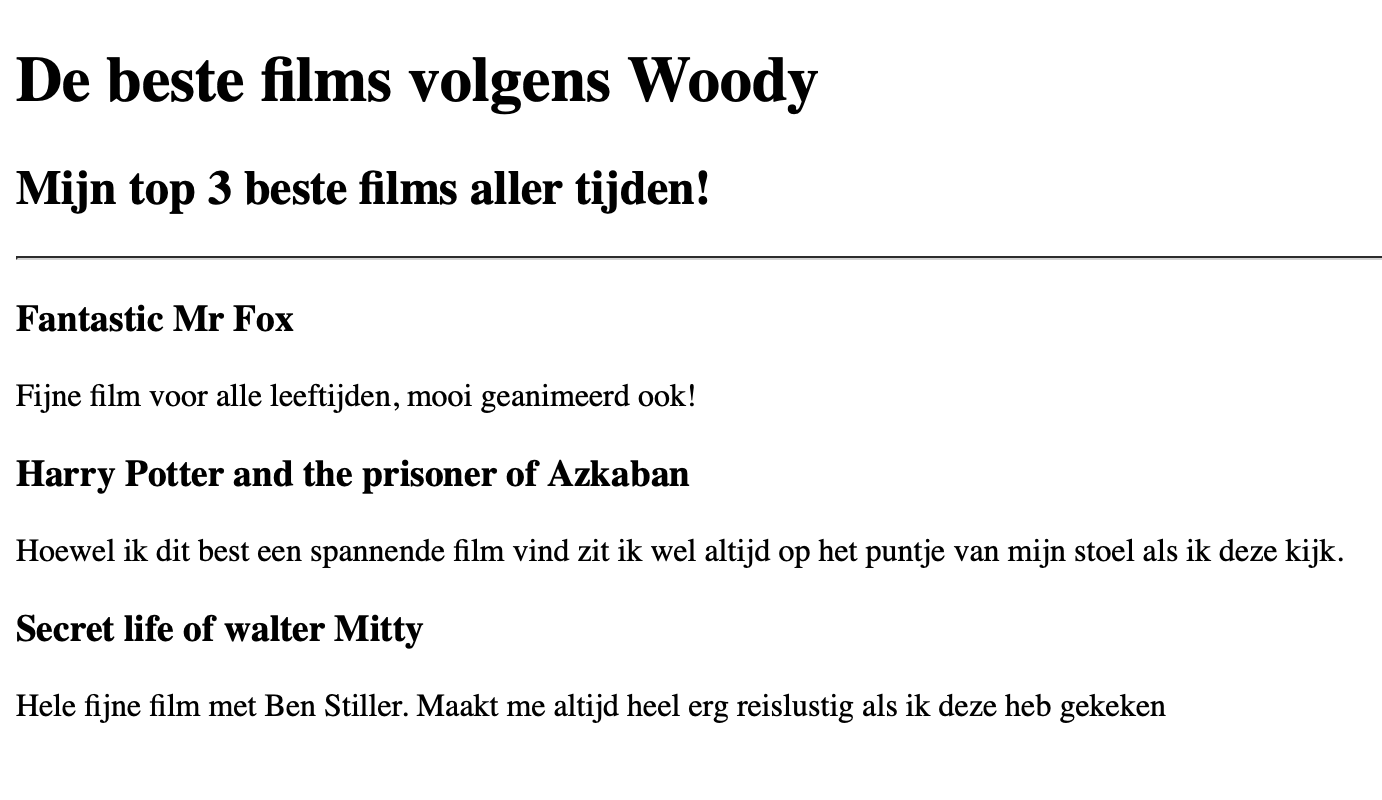 De beste films volgens Woody
Mijn top 3 beste films aller tijden!
Fantastic Mr Fox
Fijne film voor alle leeftijden, mooi geanimeerd ook!
Harry Potter and the prisoner of Azkaban
Hoewel ik dit best een spannende film vind zit ik wel altijd op het puntje van mijn stoel als ik deze kijk.
Secret life of walter Mitty
Hele fijne film met Ben Stiller. Maakt me altijd heel erg reislustig als ik deze heb gekeken